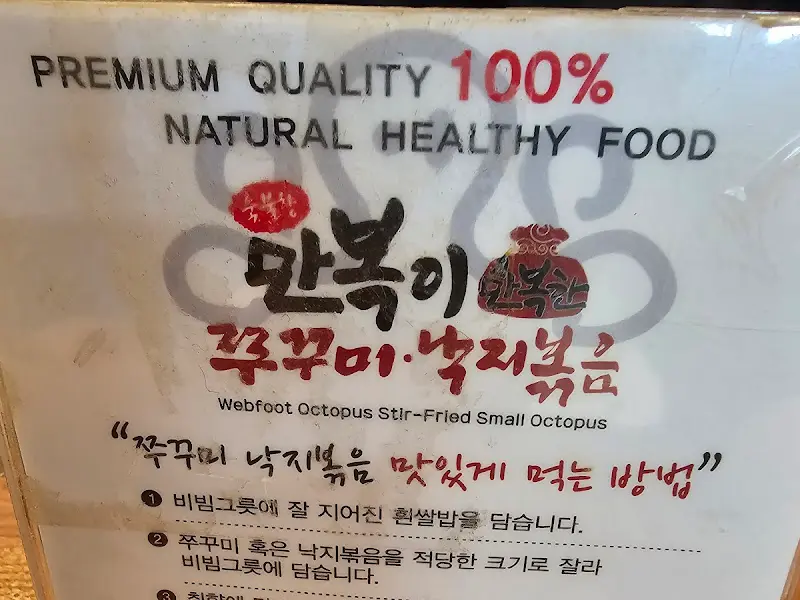 PREMIUM QUALITY 100%
NATURAL HEALTHY FOOD
만복이
만복한
쭈꾸미·낙지볶음
Webfoot Octopus Stir-Fried Small Octopus
“쭈꾸미 낙지볶음 맛있게 먹는 방법”
1 비빔그릇에 잘 지어진 흰쌀밥을 담습니다.
2 쭈꾸미 혹은 낙지볶음을 적당한 크기로 잘라
비빔그릇에 담습니다.
3